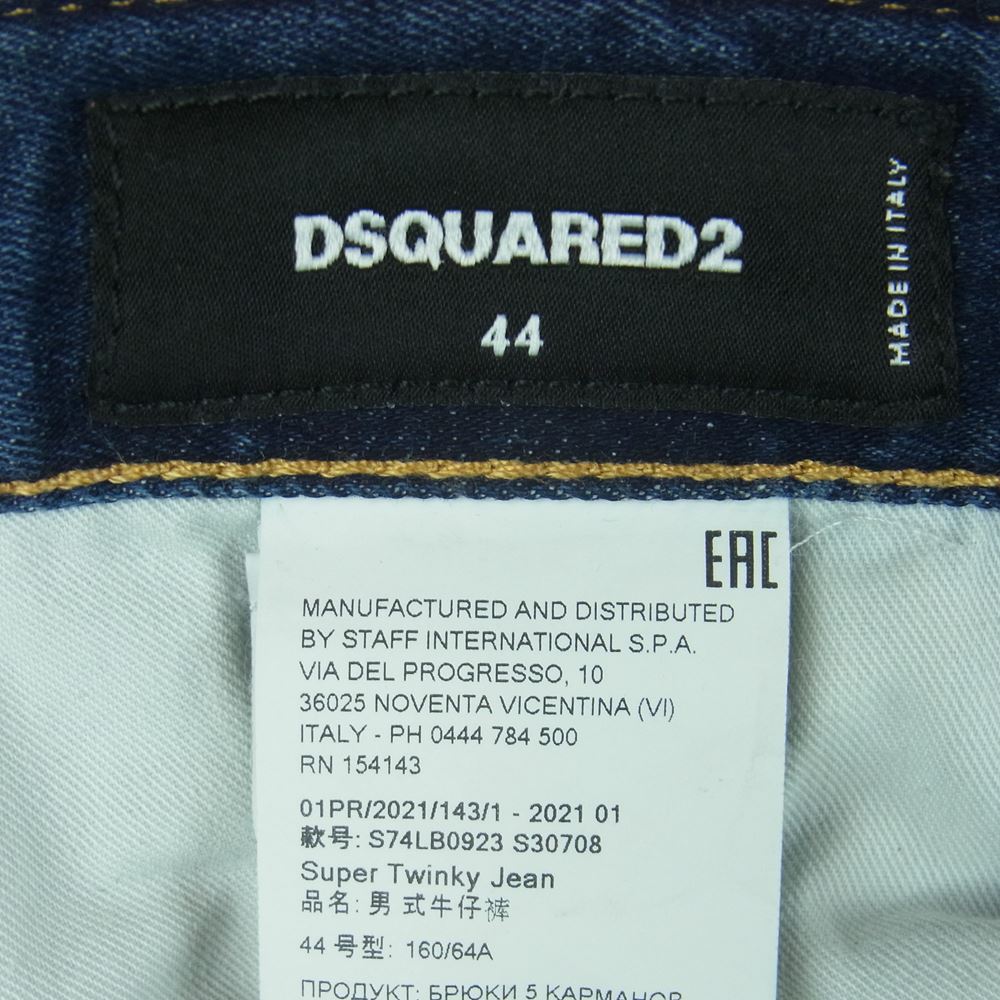 DSQUARED2
44
MADE IN ITALY
EAC
MANUFACTURED AND DISTRIBUTED
BY STAFF INTERNATIONAL S.P.A.
VIA DEL PROGRESSO, 10
36025 NOVENTA VICENTINA (VI)
ITALY - PH 0444 784 500
RN 154143
01PR/2021/143/1 - 2021 01
款号: S74LB0923 S30708
Super Twinky Jean
品名: 男 式牛仔裤
44 号型: 160/64A
ПРОДУКТ: БРЮКИ 5 КАРМАНОВ